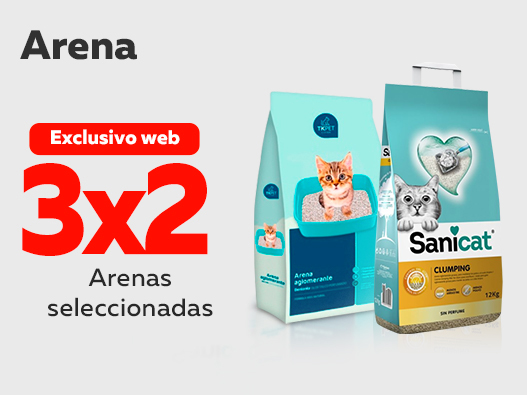 Arena
Exclusivo web
3x2
Arenas
seleccionadas
TKPET
Arena
aglomerante
Sanicat
CLUMPING
12Kg
SIN PERFUME